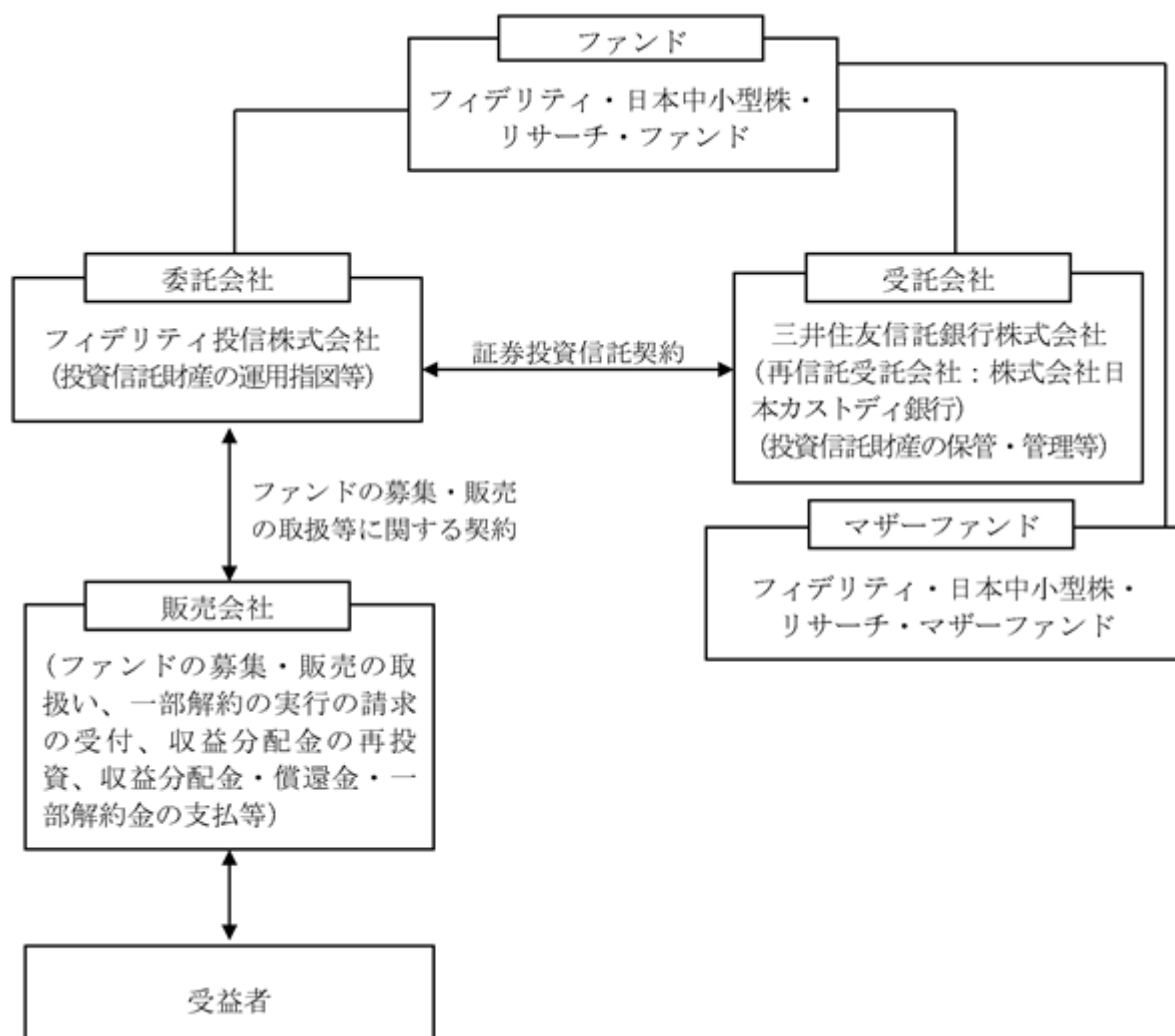 ファンド
フィデリティ・日本中小型株・
リサーチ・ファンド
委託会社
フィデリティ投信株式会社
(投資信託財産の運用指図等)
証券投資信託契約
受託会社
三井住友信託銀行株式会社
(再信託受託会社:株式会社日
本カストディ銀行)
(投資信託財産の保管・管理等)
ファンドの募集・販売
の取扱等に関する契約
マザーファンド
フィデリティ・日本中小型株・
リサーチ・マザーファンド
販売会社
(ファンドの募集・販売の取
扱い、一部解約の実行の請求
の受付、収益分配金の再投
資、収益分配金・償還金・一
部解約金の支払等)
受益者